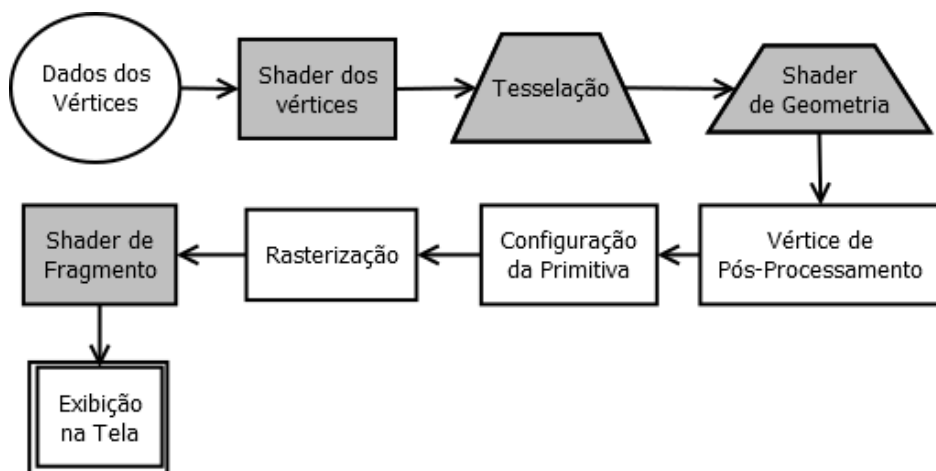 Dados dos
Vértices
Shader dos
vértices
Tesselação
Shader
de Geometria
Vértice de
Pós-Processamento
Configuração
da Primitiva
Rasterização
Shader de
Fragmento
Exibição
na Tela